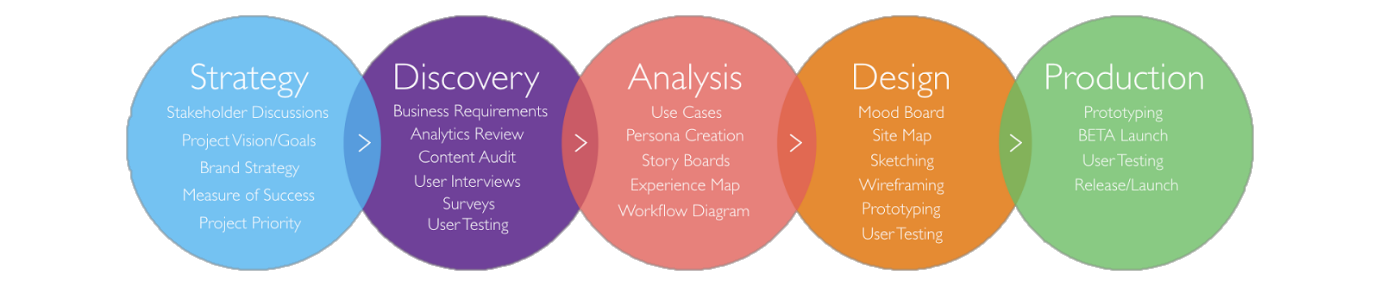 Strategy
Stakeholder Discussions
Project Vision/Goals
Brand Strategy
Measure of Success
Project Priority
>
Discovery
Business Requirements
Analytics Review
Content Audit
User Interviews
Surveys
User Testing
>
Analysis
Use Cases
Persona Creation
Story Boards
Experience Map
Workflow Diagram
>
Design
Mood Board
Site Map
Sketching
Wireframing
Prototyping
User Testing
>
Production
Prototyping
BETA Launch
User Testing
Release/Launch